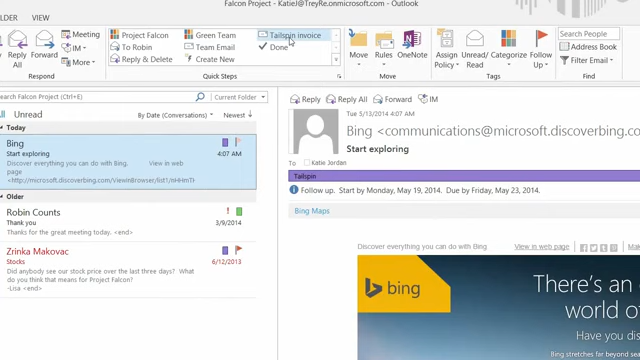 Falcon Project - KatieJ@TreyRe.onmicrosoft.com - Outlook
DER VIEW
Reply All
Forward
Meeting
IM
More
Respond
Project Falcon
To Robin
Reply & Delete
Green Team
Team Email
Create New
Tailspin invoice
Done
Quick Steps
Move
Rules
OneNote
Move
Assign Policy
Unread/ Read
Categorize
Follow Up
Tags
Search People
Address Book
Filter Email
Find
Search Falcon Project (Ctrl+E)
Current Folder
All Unread
By Date (Conversations)
Newest
Today
Bing
Start exploring 4:07 AM
Discover everything you can do with Bing. View in web
page
<http://microsoft.discoverbing.com/ViewInBrowser/list1/nHHmTH
Older
Robin Counts
Thank you 3/9/2014
Thanks for the great meeting today. <end>
Zrinka Makovac
Stocks 6/12/2013
Did anybody see our stock price over the last three days? What
do you think that means for Project Falcon?
-Lisa <end>
Reply Reply All Forward IM
Tue 5/13/2014 4:07 AM
Bing <communications@microsoft.discoverbing.co
Start exploring
To Katie Jordan
Tailspin
Follow up. Start by Monday, May 19, 2014. Due by Friday, May 23, 2014.
Bing Maps
Discover everything you can do with Bing View in web page
bing
There's an
world of
Have you dis
Bing stretches far beyond sea